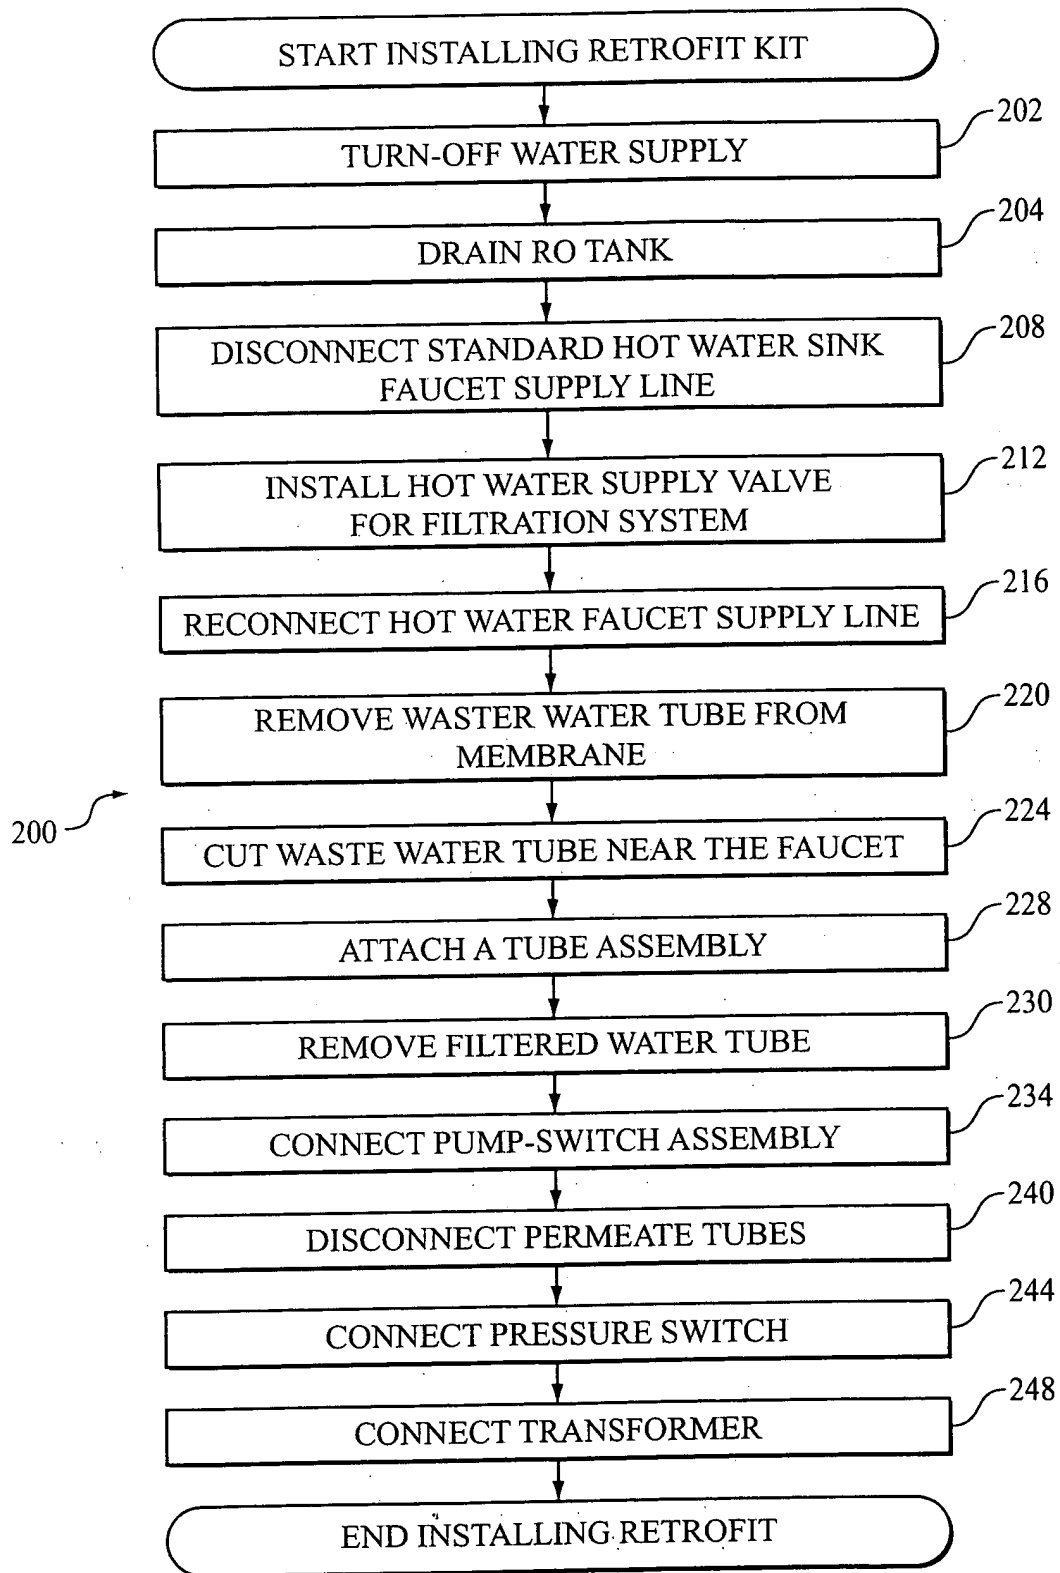 START INSTALLING RETROFIT KIT
202
TURN-OFF WATER SUPPLY
204
DRAIN RO TANK
208
DISCONNECT STANDARD HOT WATER SINK
FAUCET SUPPLY LINE
212
INSTALL HOT WATER SUPPLY VALVE
FOR FILTRATION SYSTEM
216
RECONNECT HOT WATER FAUCET SUPPLY LINE
220
REMOVE WASTER WATER TUBE FROM
MEMBRANE
200
224
CUT WASTE WATER TUBE NEAR THE FAUCET
228
ATTACH A TUBE ASSEMBLY
230
REMOVE FILTERED WATER TUBE
234
CONNECT PUMP-SWITCH ASSEMBLY
240
DISCONNECT PERMEATE TUBES
244
CONNECT PRESSURE SWITCH
248
CONNECT TRANSFORMER
END INSTALLING RETROFIT